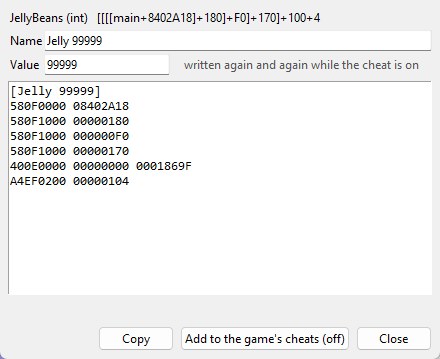 JellyBeans (int) [[[[main+8402A18]+180]+F0]+170]+100+4
Name Jelly 99999
Value 99999 written again and again while the cheat is on
[Jelly 99999]
580F0000 08402A18
580F1000 00000180
580F1000 000000F0
580F1000 00000170
400E0000 00000000 0001869F
A4EF0200 00000104
Copy Add to the game's cheats (off) Close